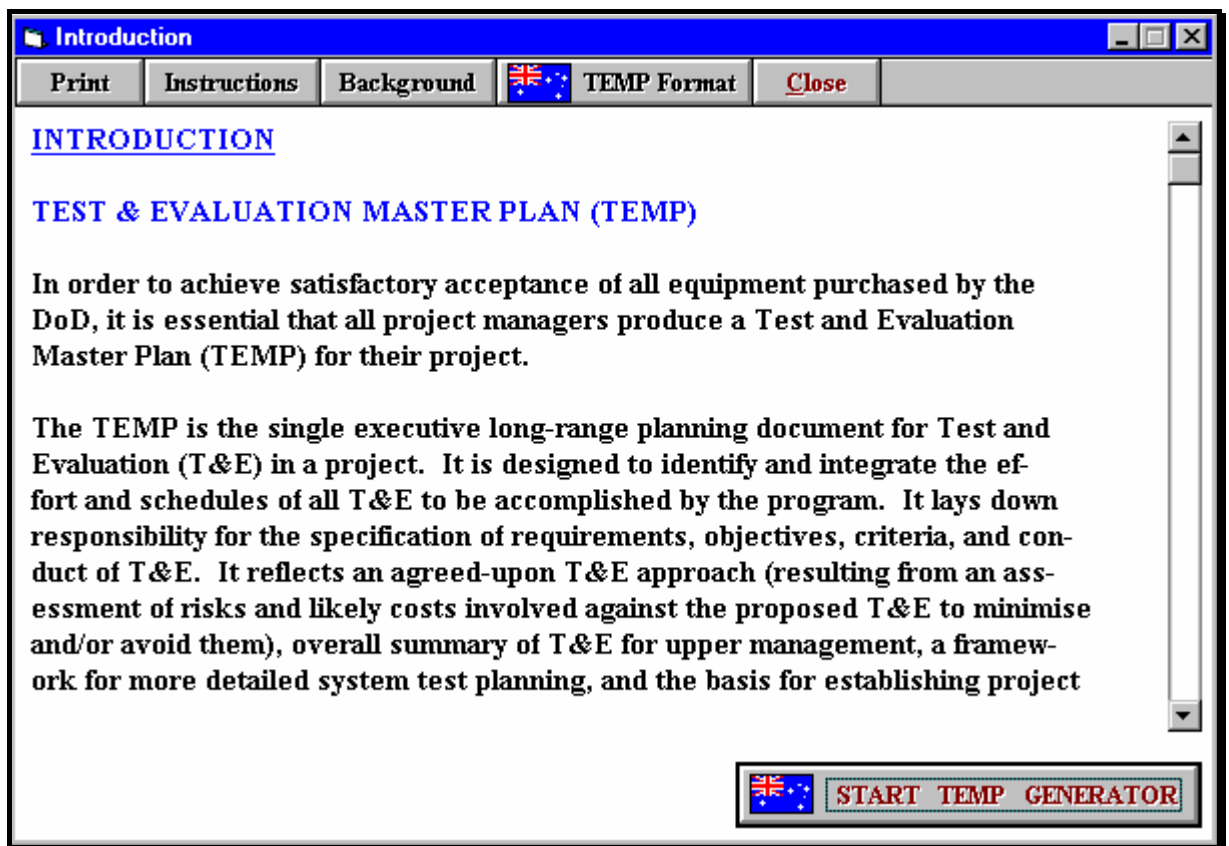 Introduction
Print Instructions Background TEMP Format Close
INTRODUCTION
TEST & EVALUATION MASTER PLAN (TEMP)
In order to achieve satisfactory acceptance of all equipment purchased by the
DoD, it is essential that all project managers produce a Test and Evaluation
Master Plan (TEMP) for their project.
The TEMP is the single executive long-range planning document for Test and
Evaluation (T&E) in a project. It is designed to identify and integrate the ef-
fort and schedules of all T&E to be accomplished by the program. It lays down
responsibility for the specification of requirements, objectives, criteria, and con-
duct of T&E. It reflects an agreed-upon T&E approach (resulting from an ass-
essment of risks and likely costs involved against the proposed T&E to minimise
and/or avoid them), overall summary of T&E for upper management, a framew-
ork for more detailed system test planning, and the basis for establishing project
START TEMP GENERATOR